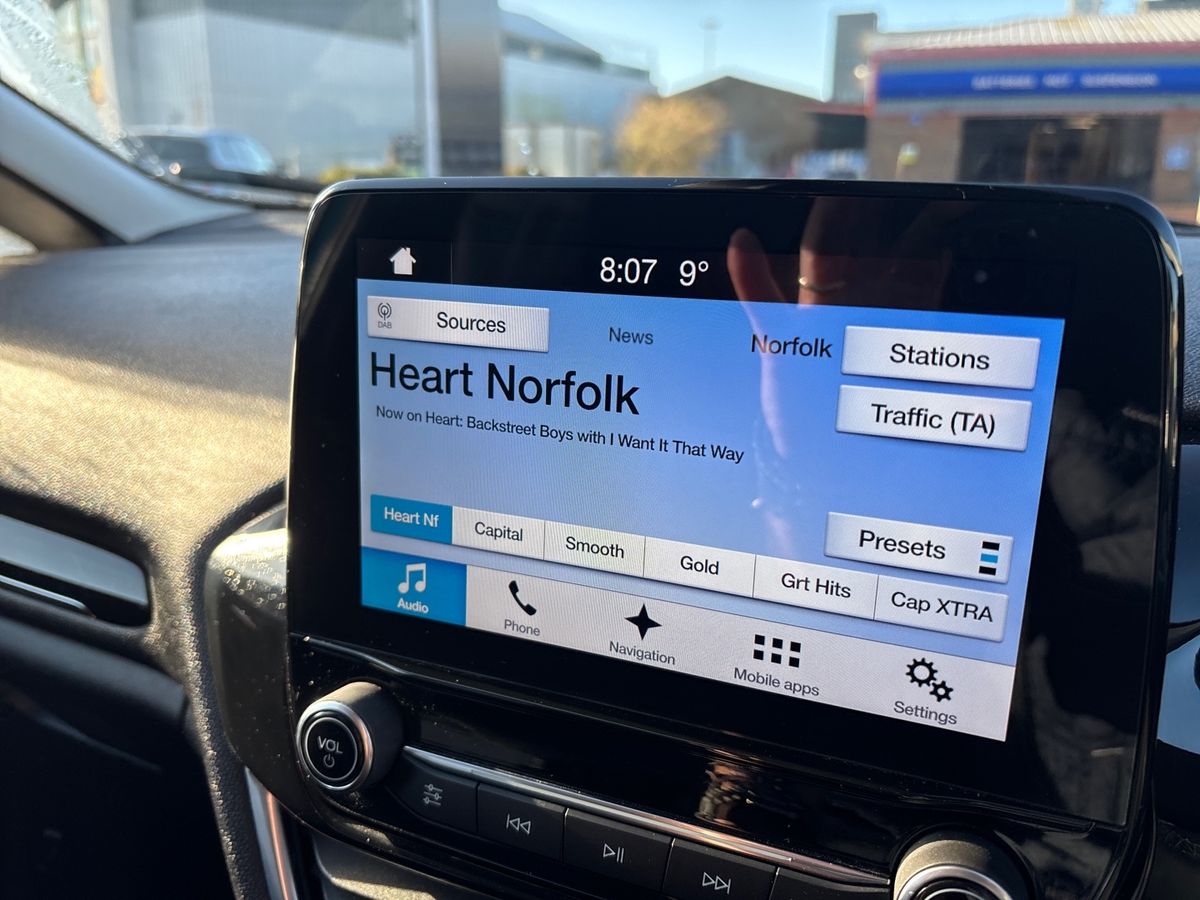 8:07 9°
DAB
Sources
News
Norfolk
Stations
Heart Norfolk
Traffic (TA)
Now on Heart: Backstreet Boys with I Want It That Way
Presets
Heart Nf
Capital
Smooth
Gold
Grt Hits
Cap XTRA
Audio
Phone
Navigation
Mobile apps
Settings
VOL